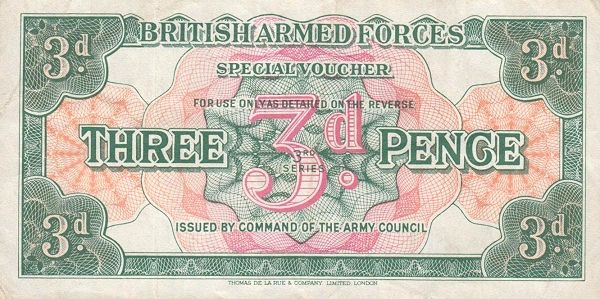 3d BRITISH ARMED FORCES 3d
SPECIAL VOUCHER
FOR USE ONLY AS DETAILED ON THE REVERSE
THREE 3d. PENCE
3RD
SERIES
ISSUED BY COMMAND OF THE ARMY COUNCIL
3d 3d
THOMAS DE LA RUE & COMPANY, LIMITED, LONDON